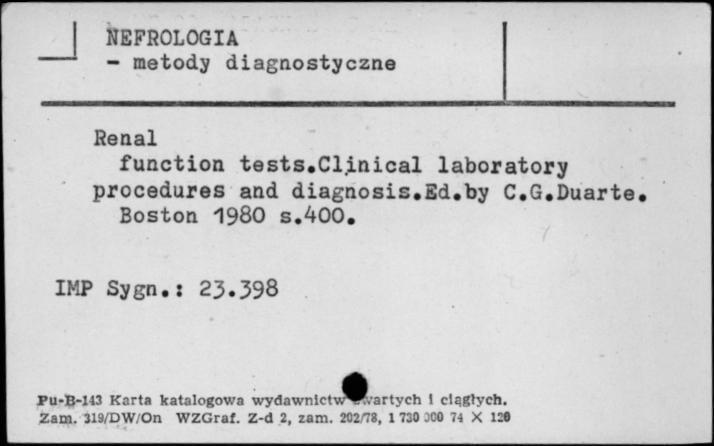 NEFROLOGIA
- metody diagnostyczne
Renal
function tests.Clinical laboratory
procedures and diagnosis.Ed.by C.G.Duarte.
Boston 1980 s.400.
IMP Sygn.: 23.398
Pu-B-143 Karta katalogowa wydawnictw zwartych i ciągłych.
Zam. 319/DW/On WZGraf. Z-d 2, zam. 202/78, 1 730 000 74 X 120